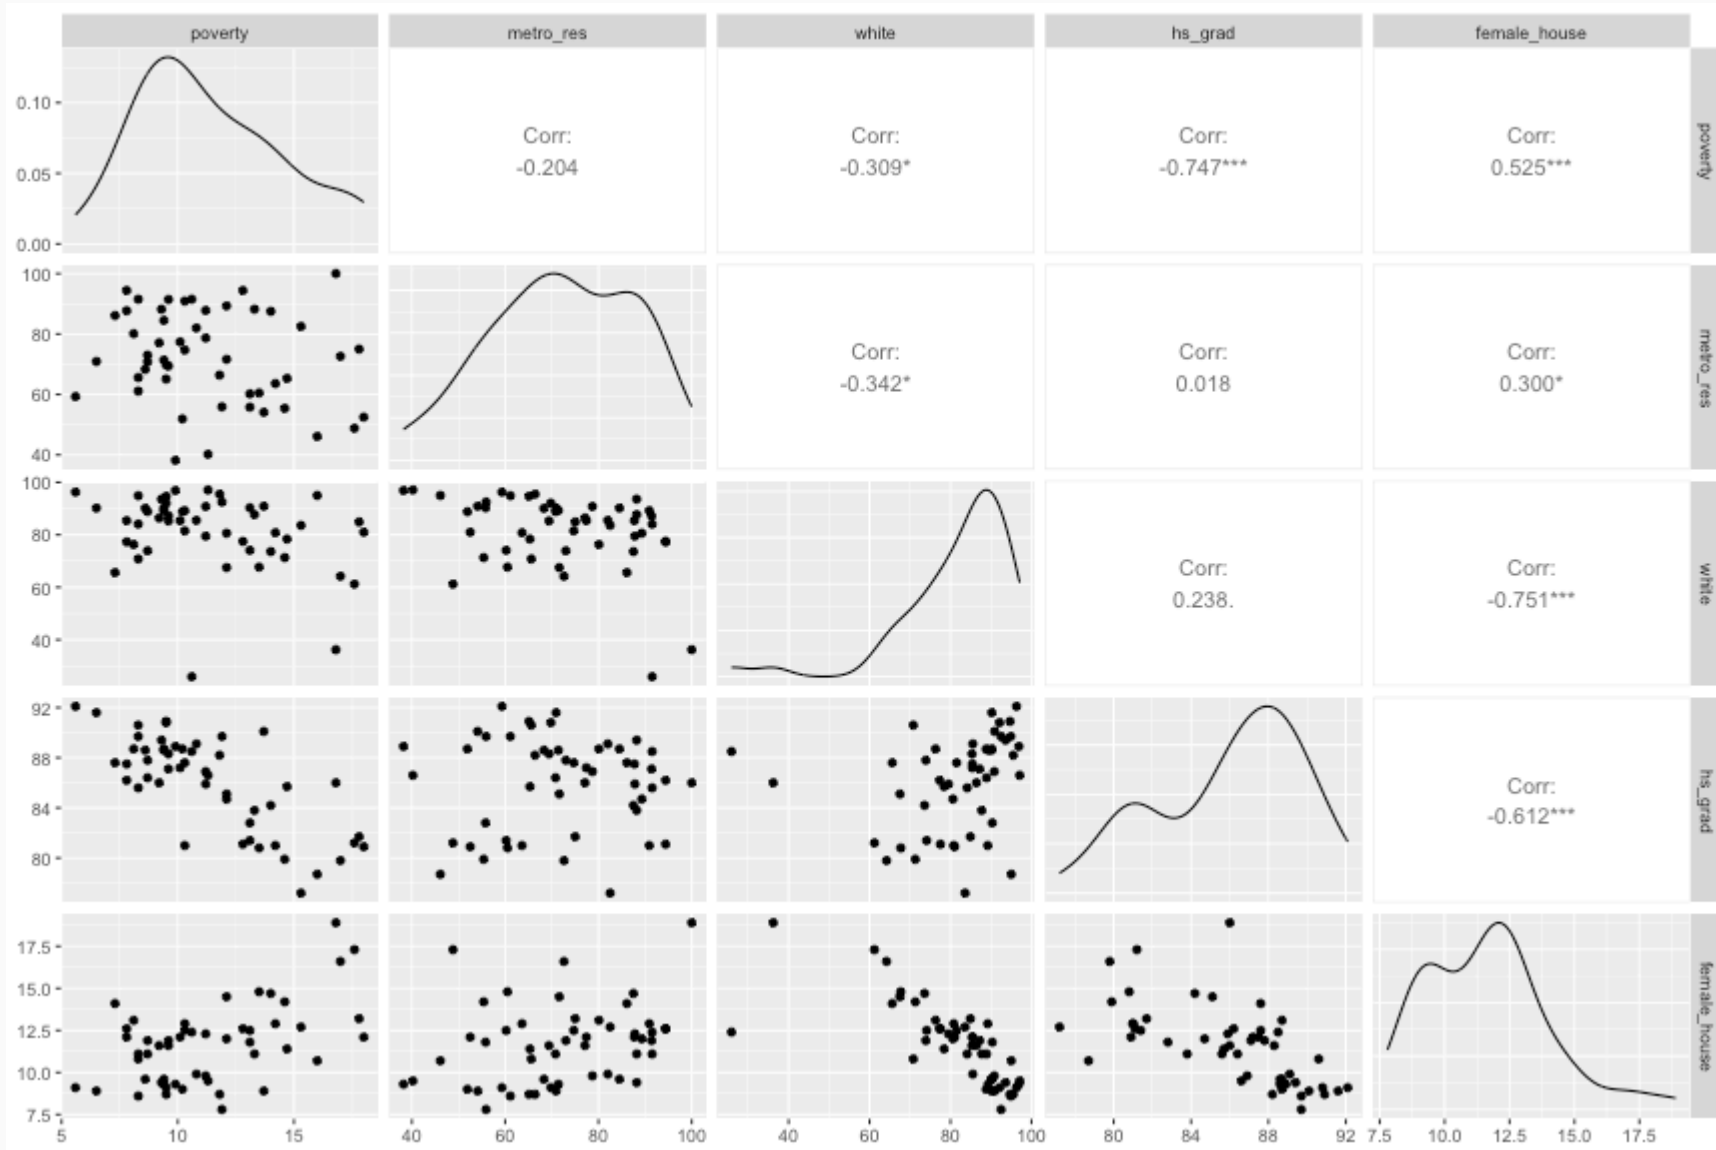 poverty metro_res white hs_grad female_house
0.10
0.05
0.00
Corr: Corr: Corr: Corr:
-0.204 -0.309* -0.747*** 0.525***
poverty
100
80
60
40
Corr: Corr: Corr:
-0.342* 0.018 0.300*
metro_res
100
80
60
40
Corr: Corr:
0.238. -0.751***
white
92
88
84
80
Corr:
-0.612***
hs_grad
17.5
15.0
12.5
10.0
7.5
female_house
5 10 15 40 60 80 100 40 60 80 100 80 84 88 92 7.5 10.0 12.5 15.0 17.5